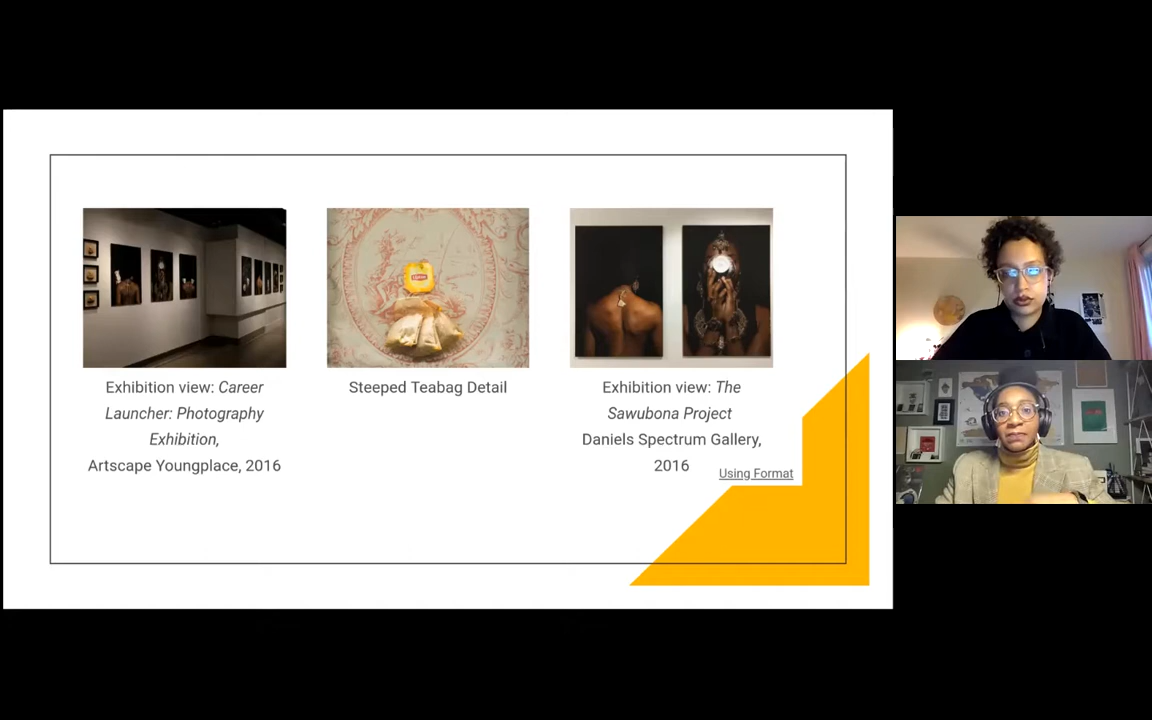 Exhibition view: Career
Launcher: Photography
Exhibition,
Artscape Youngplace, 2016
LIPTON
Steeped Teabag Detail
Exhibition view: The
Sawubona Project
Daniels Spectrum Gallery,
2016
Using Format